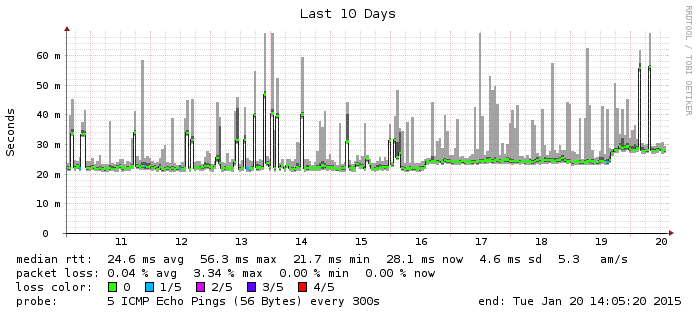 Last 10 Days
RRDTOOL / TOBI OETIKER
Seconds
60 m
50 m
40 m
30 m
20 m
10 m
0
11 12 13 14 15 16 17 18 19 20
median rtt: 24.6 ms avg 56.3 ms max 21.7 ms min 28.1 ms now 4.6 ms sd 5.3 am/s
packet loss: 0.04 % avg 3.34 % max 0.00 % min 0.00 % now
loss color: 0 1/5 2/5 3/5 4/5
probe: 5 ICMP Echo Pings (56 Bytes) every 300s end: Tue Jan 20 14:05:20 2015